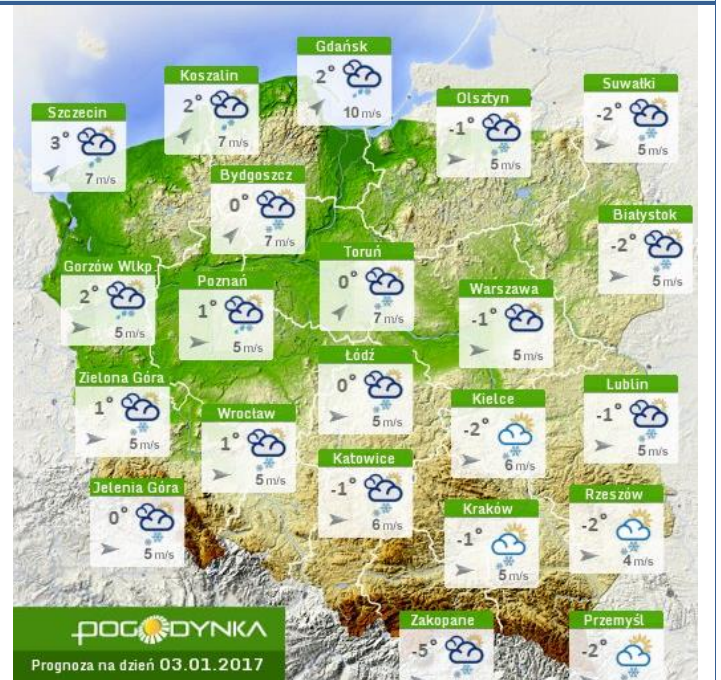 Gdańsk
2°
10 m/s
Koszalin
2°
7 m/s
Szczecin
3°
7 m/s
Olsztyn
-1°
5 m/s
Suwałki
-2°
5 m/s
Bydgoszcz
0°
7 m/s
Białystok
-2°
5 m/s
Toruń
0°
7 m/s
Gorzów Wlkp.
2°
5 m/s
Poznań
1°
5 m/s
Warszawa
-1°
5 m/s
Łódź
0°
5 m/s
Zielona Góra
1°
5 m/s
Wrocław
1°
5 m/s
Kielce
-2°
6 m/s
Lublin
-1°
5 m/s
Katowice
-1°
6 m/s
Jelenia Góra
0°
5 m/s
Kraków
-1°
5 m/s
Rzeszów
-2°
4 m/s
Zakopane
-5°
Przemyśl
-2°
POGODYNKA
Prognoza na dzień 03.01.2017